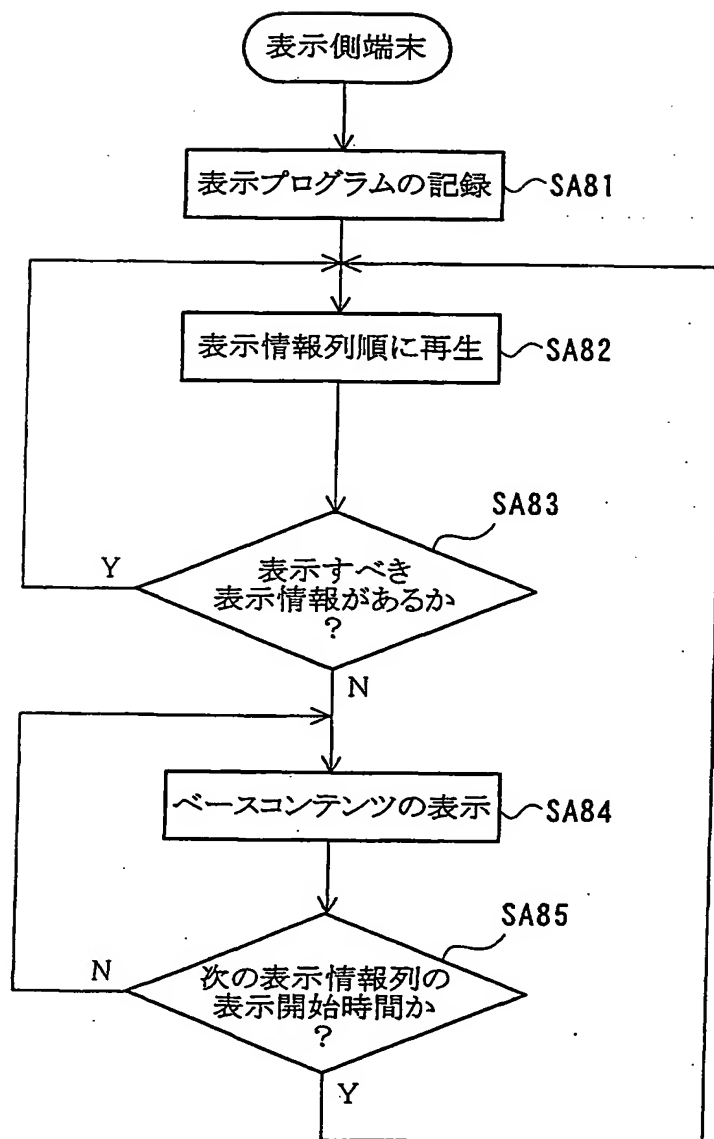 表示側端末
表示プログラムの記録
SA81
表示情報列順に再生
SA82
SA83
表示すべき
表示情報があるか
?
Y
N
ベースコンテンツの表示
SA84
SA85
次の表示情報列の
表示開始時間か
?
N
Y